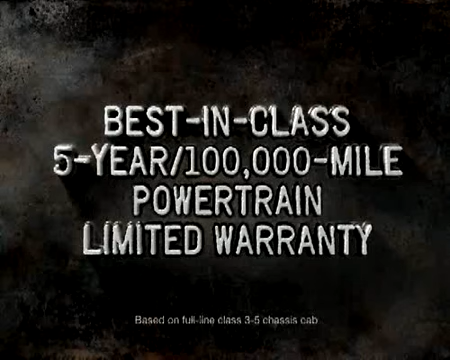 BEST-IN-CLASS
5-YEAR/100,000-MILE
POWERTRAIN
LIMITED WARRANTY
Based on full-line class 3-5 chassis cab